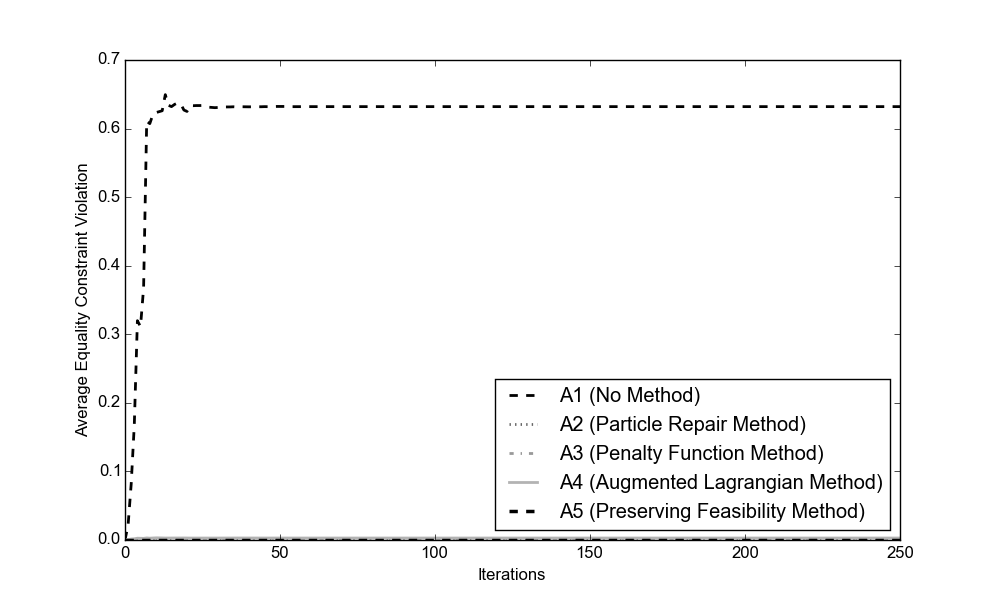 0.7
0.6
0.5
0.4
0.3
0.2
0.1
0.0
Average Equality Constraint Violation
A1 (No Method)
A2 (Particle Repair Method)
A3 (Penalty Function Method)
A4 (Augmented Lagrangian Method)
A5 (Preserving Feasibility Method)
0 50 100 150 200 250
Iterations